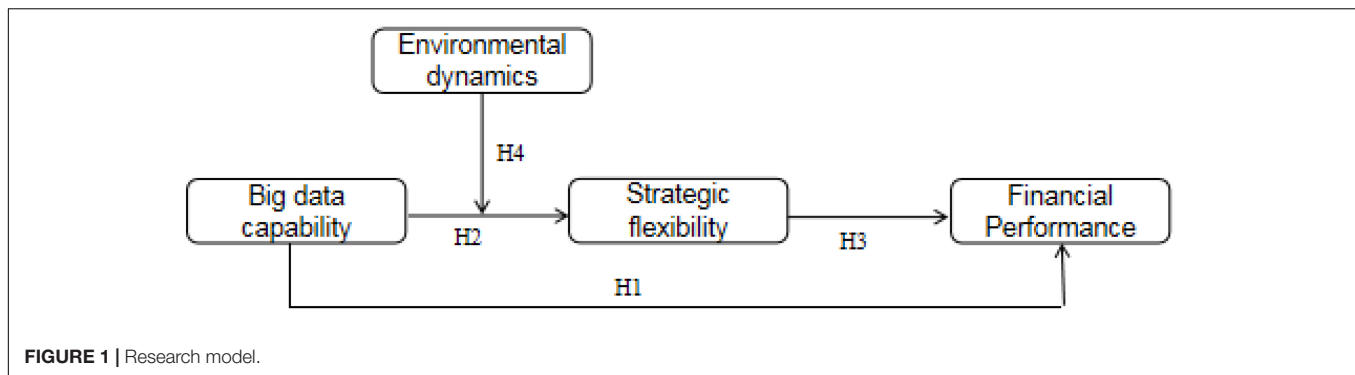 Environmental
dynamics
H4
Big data
capability
H2
Strategic
flexibility
H3
Financial
Performance
H1
FIGURE 1 | Research model.